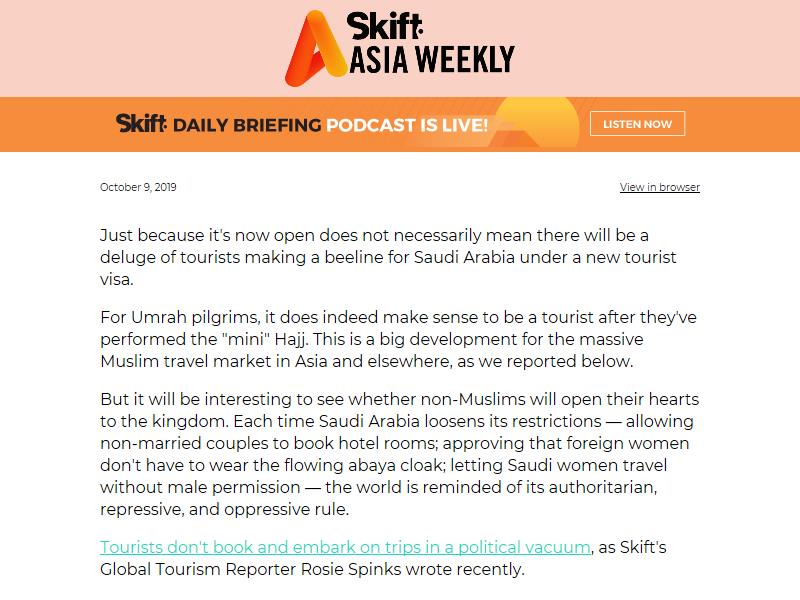 Skift
ASIA WEEKLY
Skift DAILY BRIEFING PODCAST IS LIVE! LISTEN NOW
October 9, 2019 View in browser
Just because it's now open does not necessarily mean there will be a
deluge of tourists making a beeline for Saudi Arabia under a new tourist
visa.
For Umrah pilgrims, it does indeed make sense to be a tourist after they've
performed the "mini" Hajj. This is a big development for the massive
Muslim travel market in Asia and elsewhere, as we reported below.
But it will be interesting to see whether non-Muslims will open their hearts
to the kingdom. Each time Saudi Arabia loosens its restrictions — allowing
non-married couples to book hotel rooms; approving that foreign women
don't have to wear the flowing abaya cloak; letting Saudi women travel
without male permission — the world is reminded of its authoritarian,
repressive, and oppressive rule.
Tourists don't book and embark on trips in a political vacuum, as Skift's
Global Tourism Reporter Rosie Spinks wrote recently.